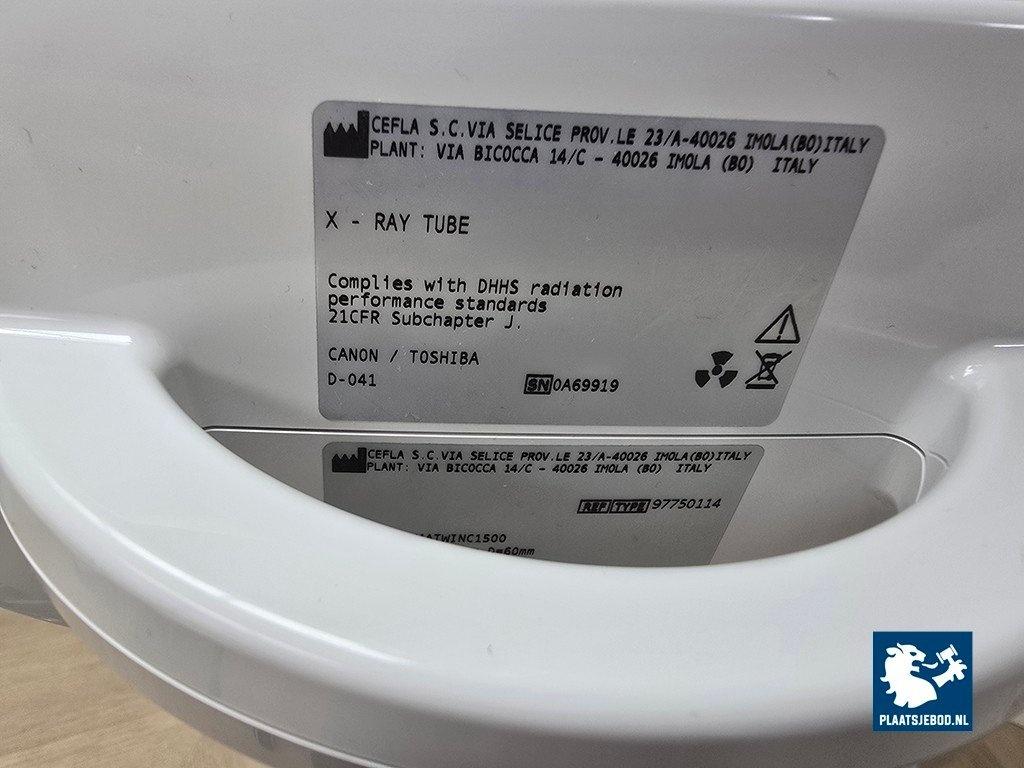 CEFLA S.C.VIA SELICE PROV.LE 23/A-40026 IMOLA(BO)ITALY
PLANT: VIA BICOCCA 14/C - 40026 IMOLA (BO) ITALY
X - RAY TUBE
Complies with DHHS radiation
performance standards
21CFR Subchapter J.
CANON / TOSHIBA
D-041
SN 0A69919
CEFLA S.C.VIA SELICE PROV.LE 23/A-40026 IMOLA(BO)ITALY
PLANT: VIA BICOCCA 14/C - 40026 IMOLA (BO) ITALY
REF TYPE 97750114
D=60mm
PLAATSJEBOD.NL